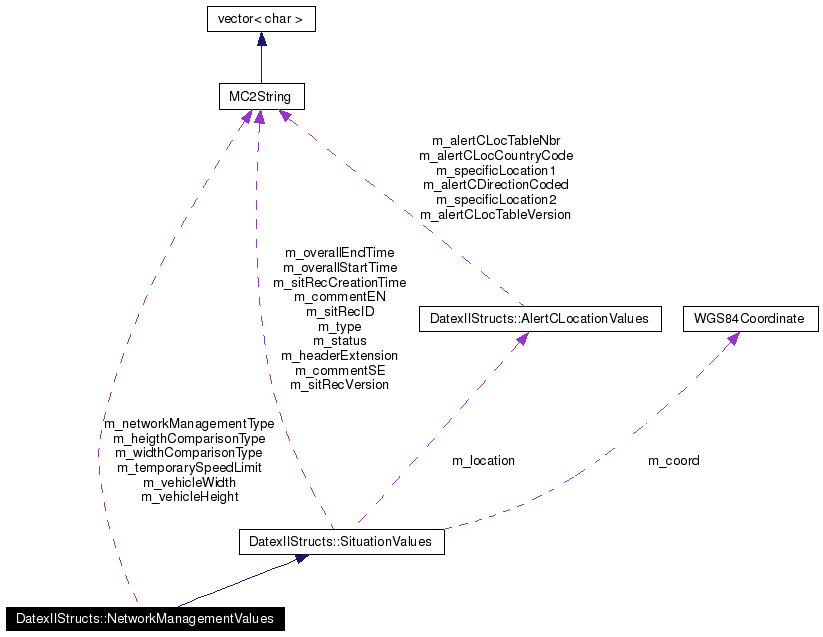 vector< char >
MC2String
m_alertCLocTableNbr
m_alertCLocCountryCode
m_specificLocation1
m_alertCDirectionCoded
m_specificLocation2
m_alertCLocTableVersion
m_overallEndTime
m_overallStartTime
m_sitRecCreationTime
m_commentEN
m_sitRecID
m_type
m_status
m_headerExtension
m_commentSE
m_sitRecVersion
DatexIIStructs::AlertCLocationValues
WGS84Coordinate
m_networkManagementType
m_heigthComparisonType
m_widthComparisonType
m_temporarySpeedLimit
m_vehicleWidth
m_vehicleHeight
m_location
m_coord
DatexIIStructs::SituationValues
DatexIIStructs::NetworkManagementValues